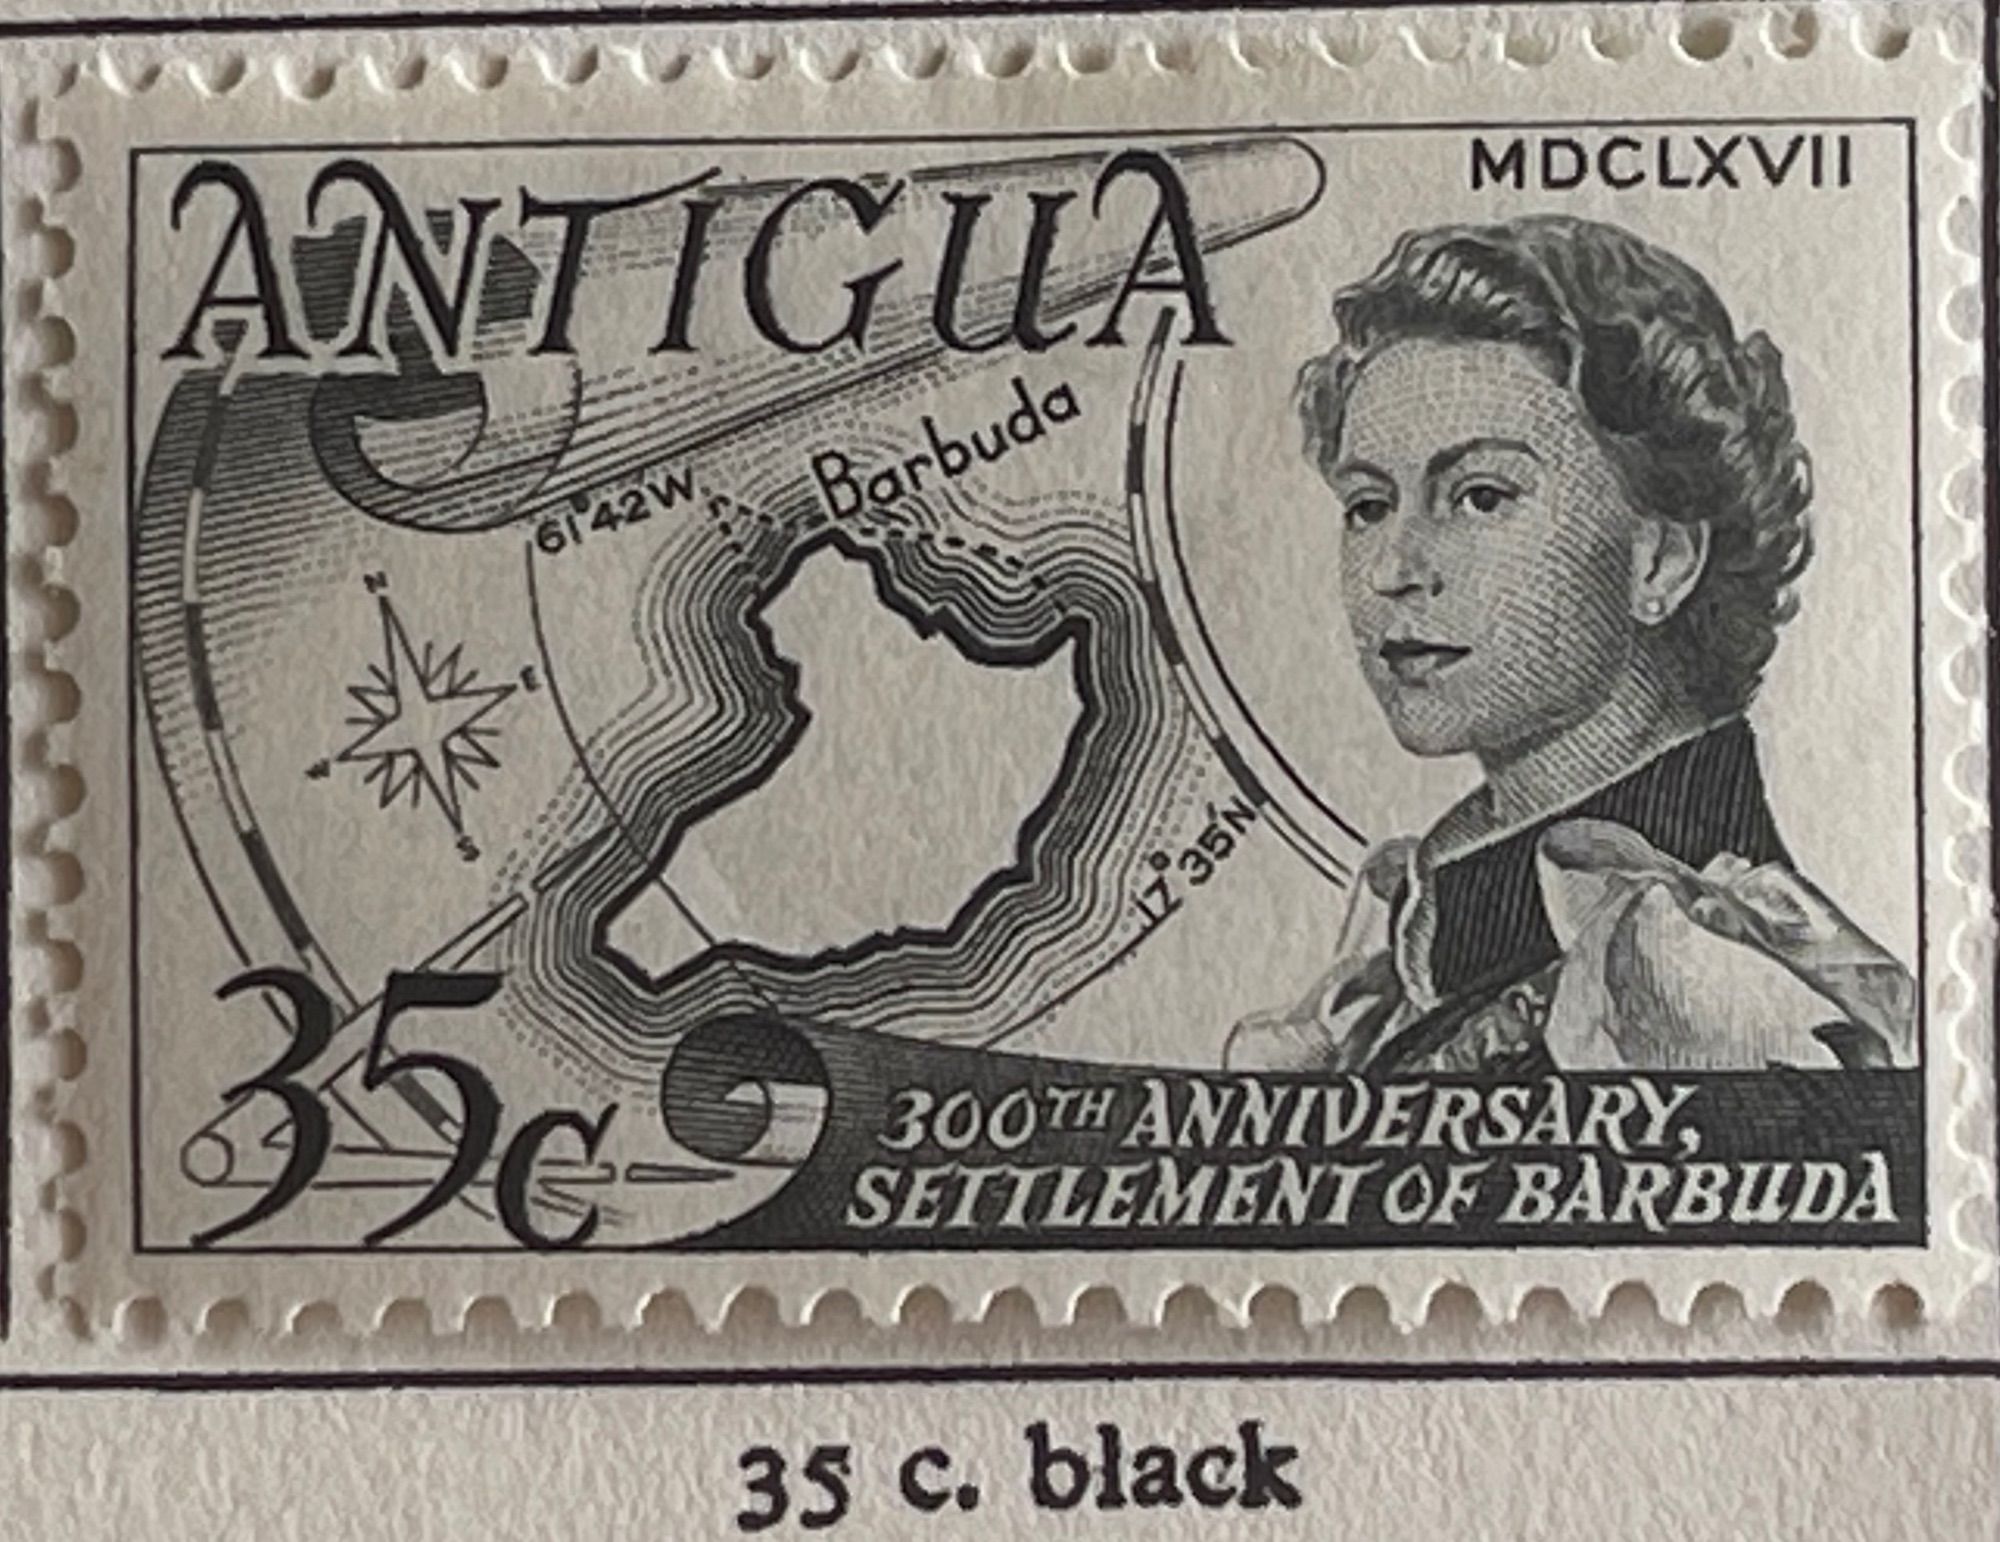 ANTIGUA
MDCLXVII
Barbuda
61°42'W
N
E
W
S
17°35'N
35c
300TH ANNIVERSARY,
SETTLEMENT OF BARBUDA
35 c. black